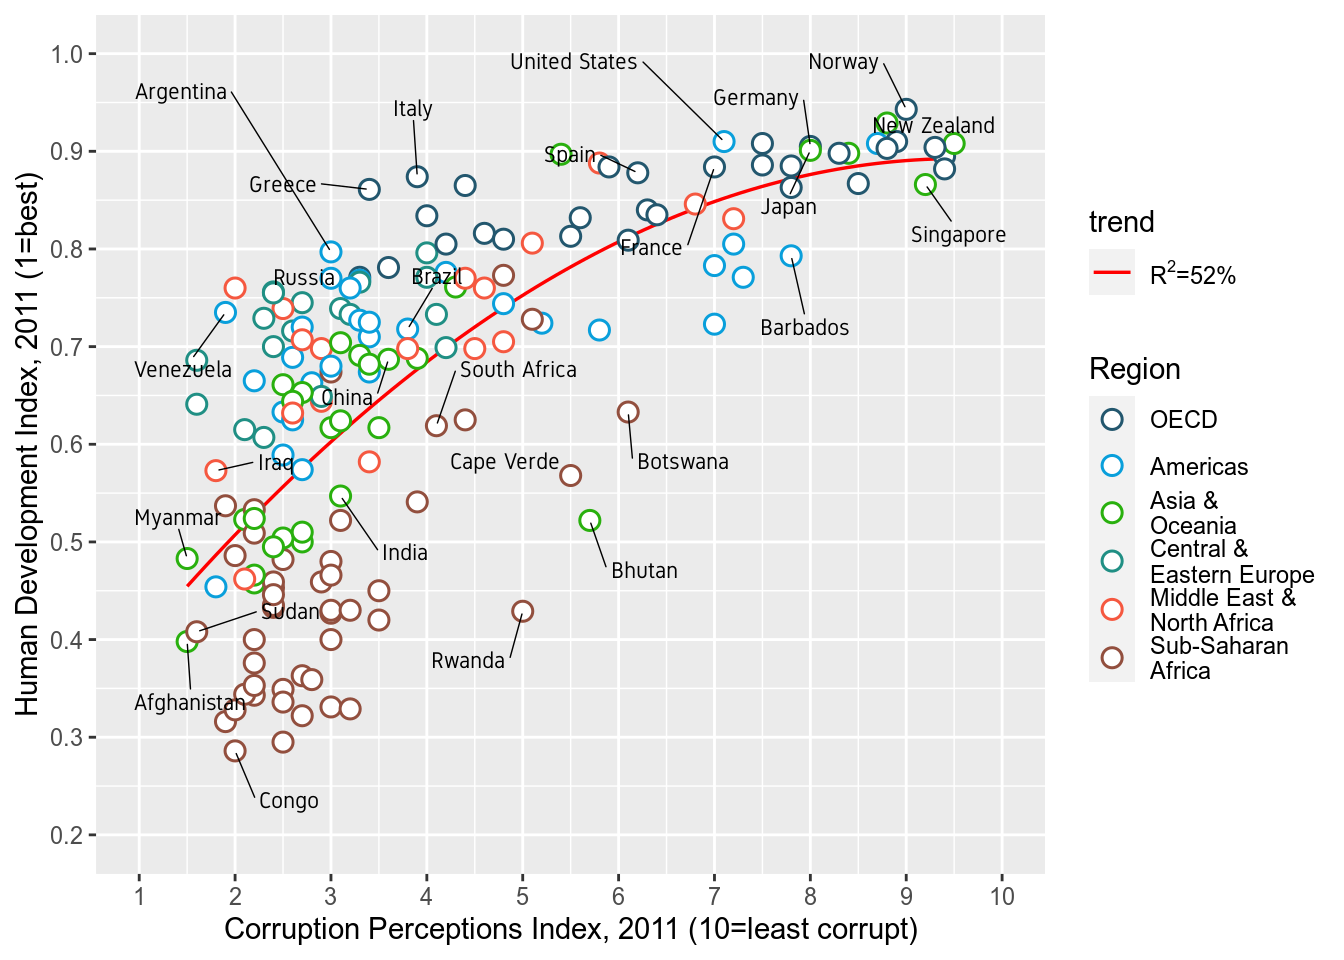 1.0
0.9
0.8
0.7
0.6
0.5
0.4
0.3
0.2
Human Development Index, 2011 (1=best)
United States
Norway
Argentina
Germany
Italy
New Zealand
Spain
Greece
Japan
Singapore
France
Russia
Brazil
Barbados
Venezuela
South Africa
China
Iraq
Cape Verde
Botswana
Myanmar
India
Bhutan
Sudan
Rwanda
Afghanistan
Congo
1 2 3 4 5 6 7 8 9 10
Corruption Perceptions Index, 2011 (10=least corrupt)
trend
R²=52%
Region
OECD
Americas
Asia &
Oceania
Central &
Eastern Europe
Middle East &
North Africa
Sub-Saharan
Africa